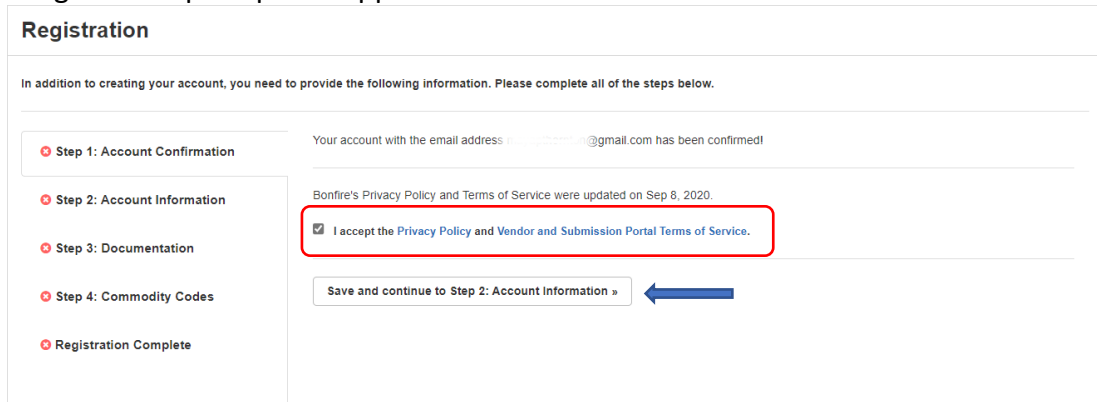 Registration
In addition to creating your account, you need to provide the following information. Please complete all of the steps below.
Step 1: Account Confirmation
Step 2: Account Information
Step 3: Documentation
Step 4: Commodity Codes
Registration Complete
Your account with the email address @gmail.com has been confirmed!
Bonfire's Privacy Policy and Terms of Service were updated on Sep 8, 2020.
I accept the Privacy Policy and Vendor and Submission Portal Terms of Service.
Save and continue to Step 2: Account Information »